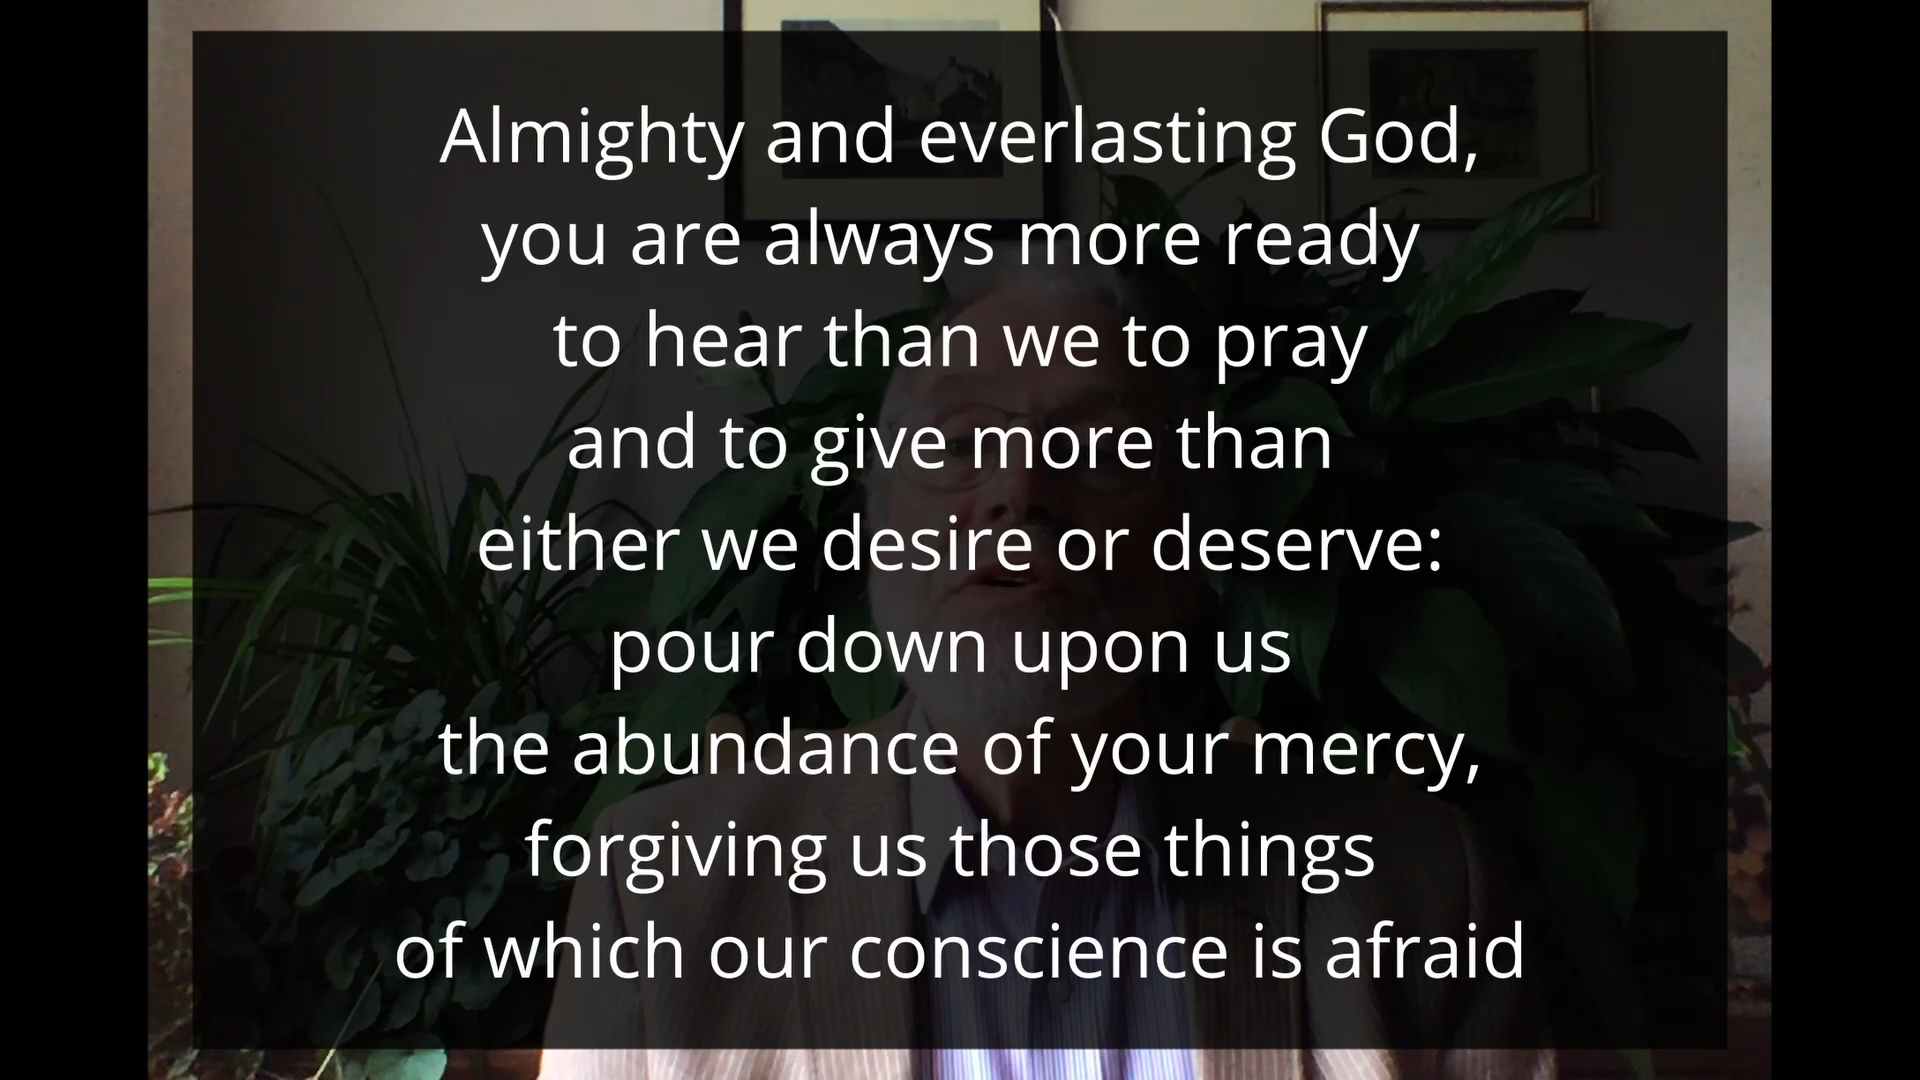 Almighty and everlasting God,
you are always more ready
to hear than we to pray
and to give more than
either we desire or deserve:
pour down upon us
the abundance of your mercy,
forgiving us those things
of which our conscience is afraid